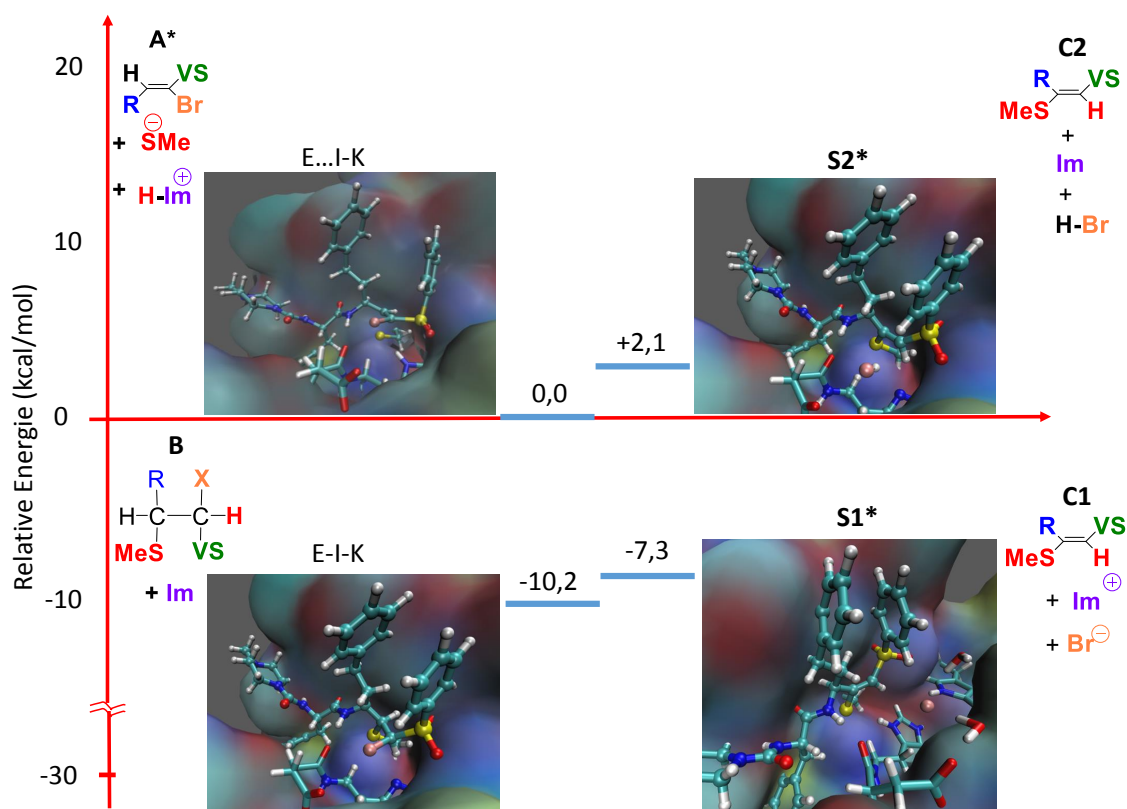 Relative Energie (kcal/mol)
20
10
0
-10
-30
A*
H
VS
R
Br
⊖
+ SMe
⊕
+ H-Im
E...I-K
0,0
+2,1
S2*
C2
R
VS
MeS
H
+
Im
+
H-Br
B
R
X
H C C H
MeS
VS
+ Im
E-I-K
-10,2
-7,3
S1*
C1
R
VS
MeS
H
⊕
+ Im
+ Br⊖